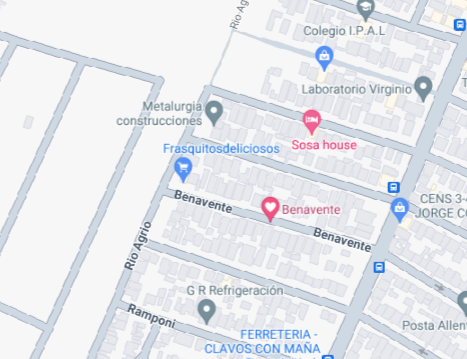 Rio Ag
Colegio I.P.A.L
Laboratorio Virginio
Metalurgia
construcciones
Sosa house
Frasquitosdeliciosos
CENS 3-
JORGE CO
Benavente
Benavente
Benavente
Rio Agrio
G R Refrigeración
Ramponi
Posta Allen
FERRETERIA -
CLAVOS CON MAÑA